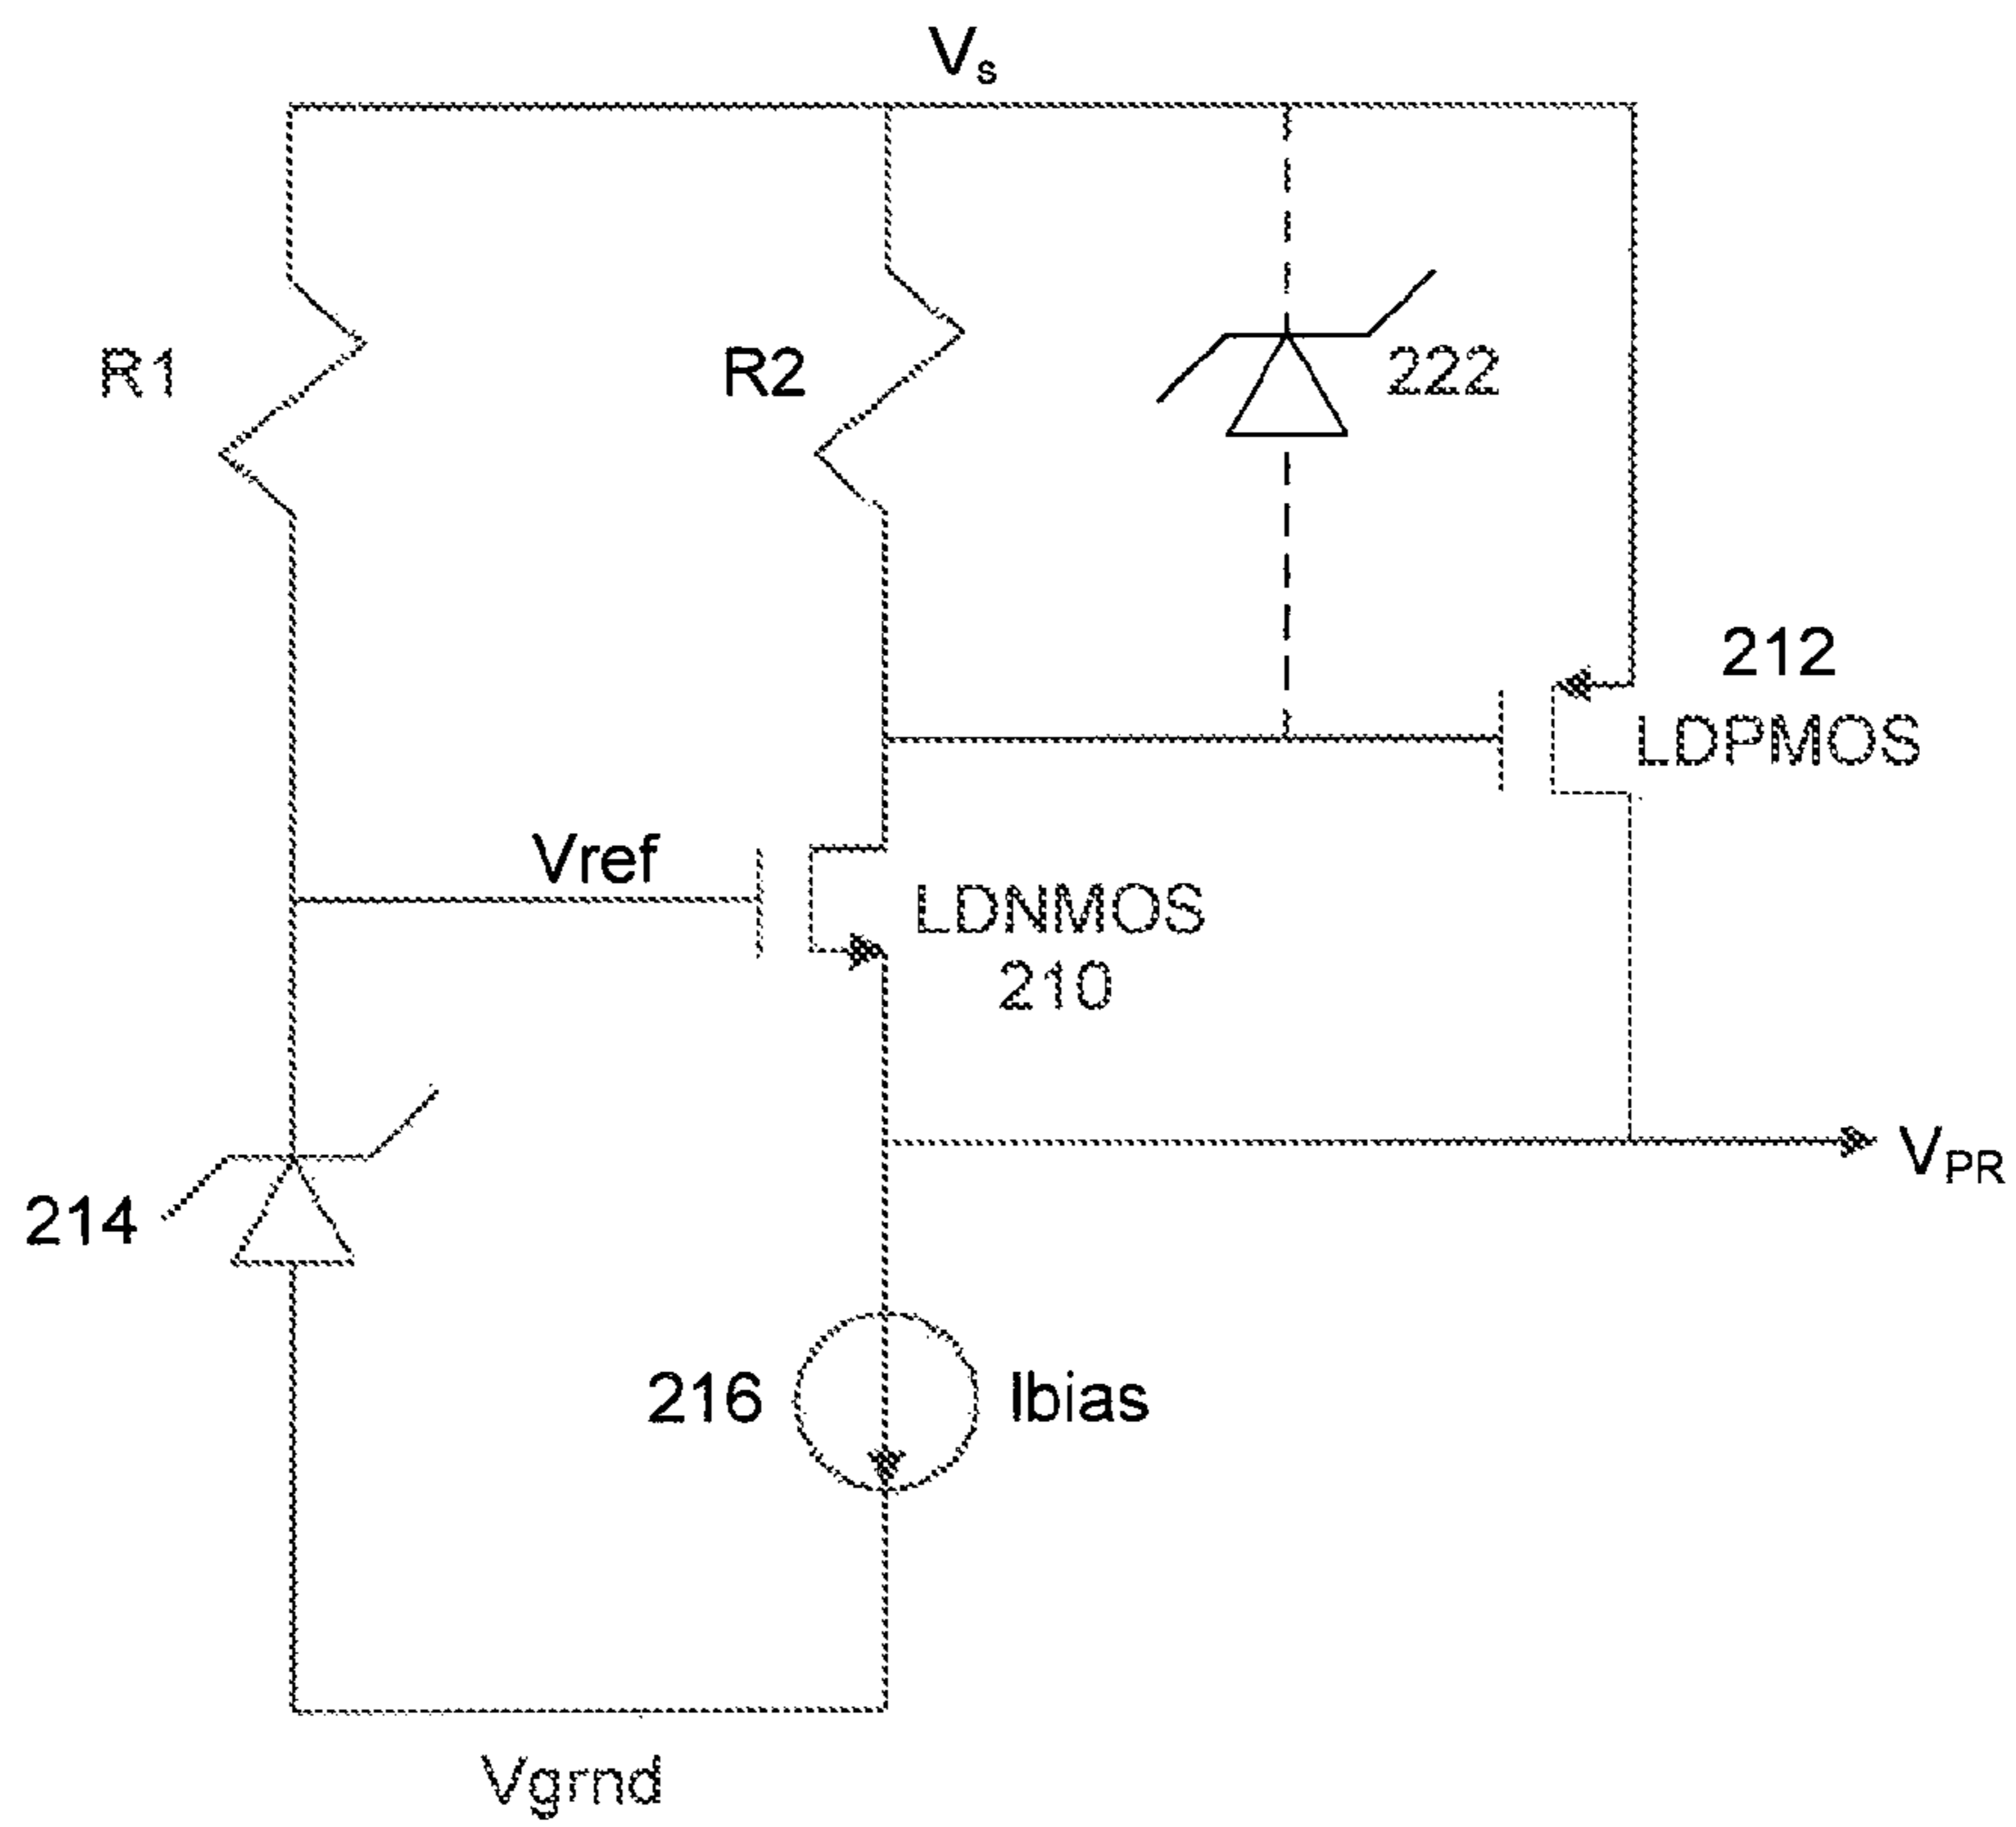 Vs
R1
R2
222
212
LDPMOS
Vref
LDNMOS
210
214
VPR
216
Ibias
Vgrnd